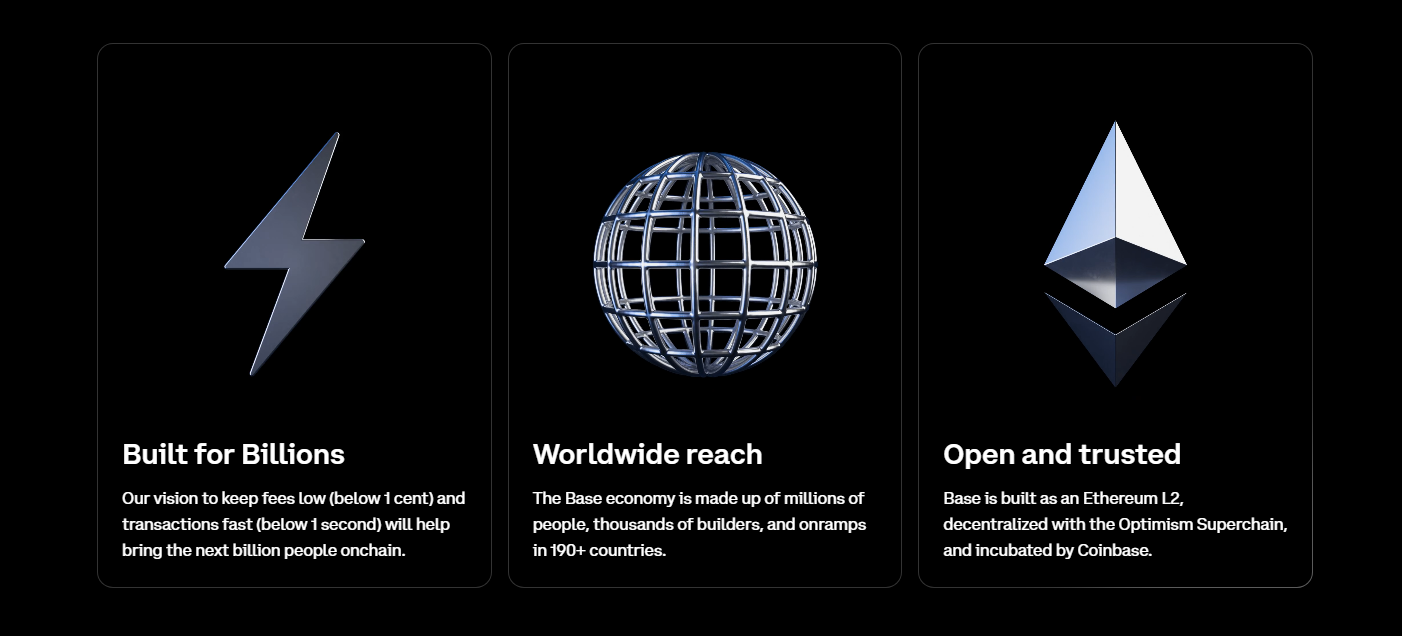 Built for Billions
Our vision to keep fees low (below 1 cent) and
transactions fast (below 1 second) will help
bring the next billion people onchain.
Worldwide reach
The Base economy is made up of millions of
people, thousands of builders, and onramps
in 190+ countries.
Open and trusted
Base is built as an Ethereum L2,
decentralized with the Optimism Superchain,
and incubated by Coinbase.